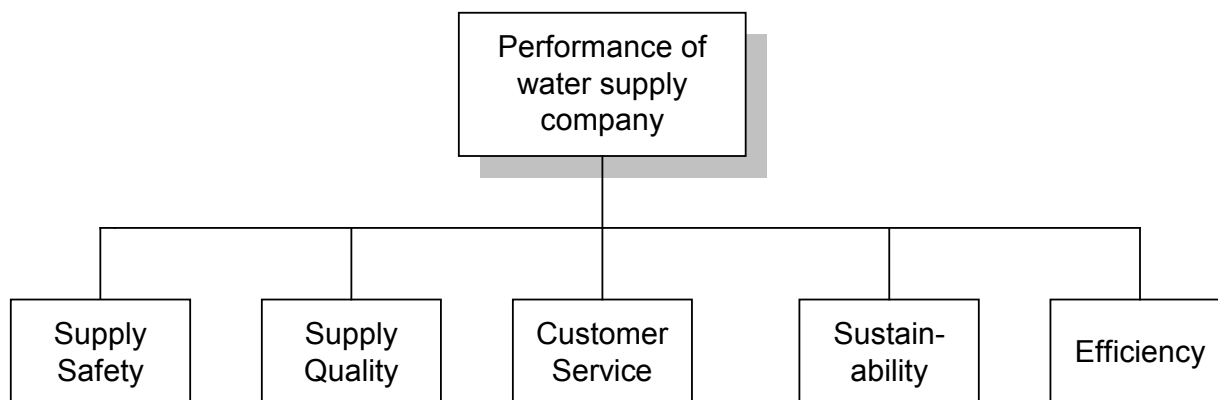 Performance of
water supply
company
Supply
Safety
Supply
Quality
Customer
Service
Sustain-
ability
Efficiency